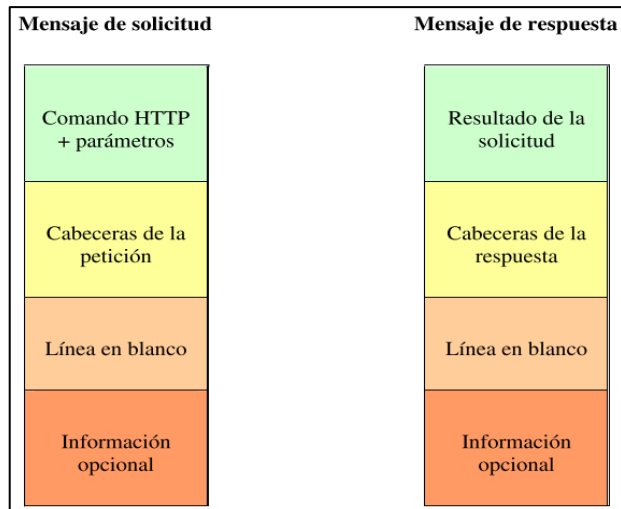 Mensaje de solicitud
Comando HTTP
+ parámetros
Cabeceras de la
petición
Línea en blanco
Información
opcional
Mensaje de respuesta
Resultado de la
solicitud
Cabeceras de la
respuesta
Línea en blanco
Información
opcional